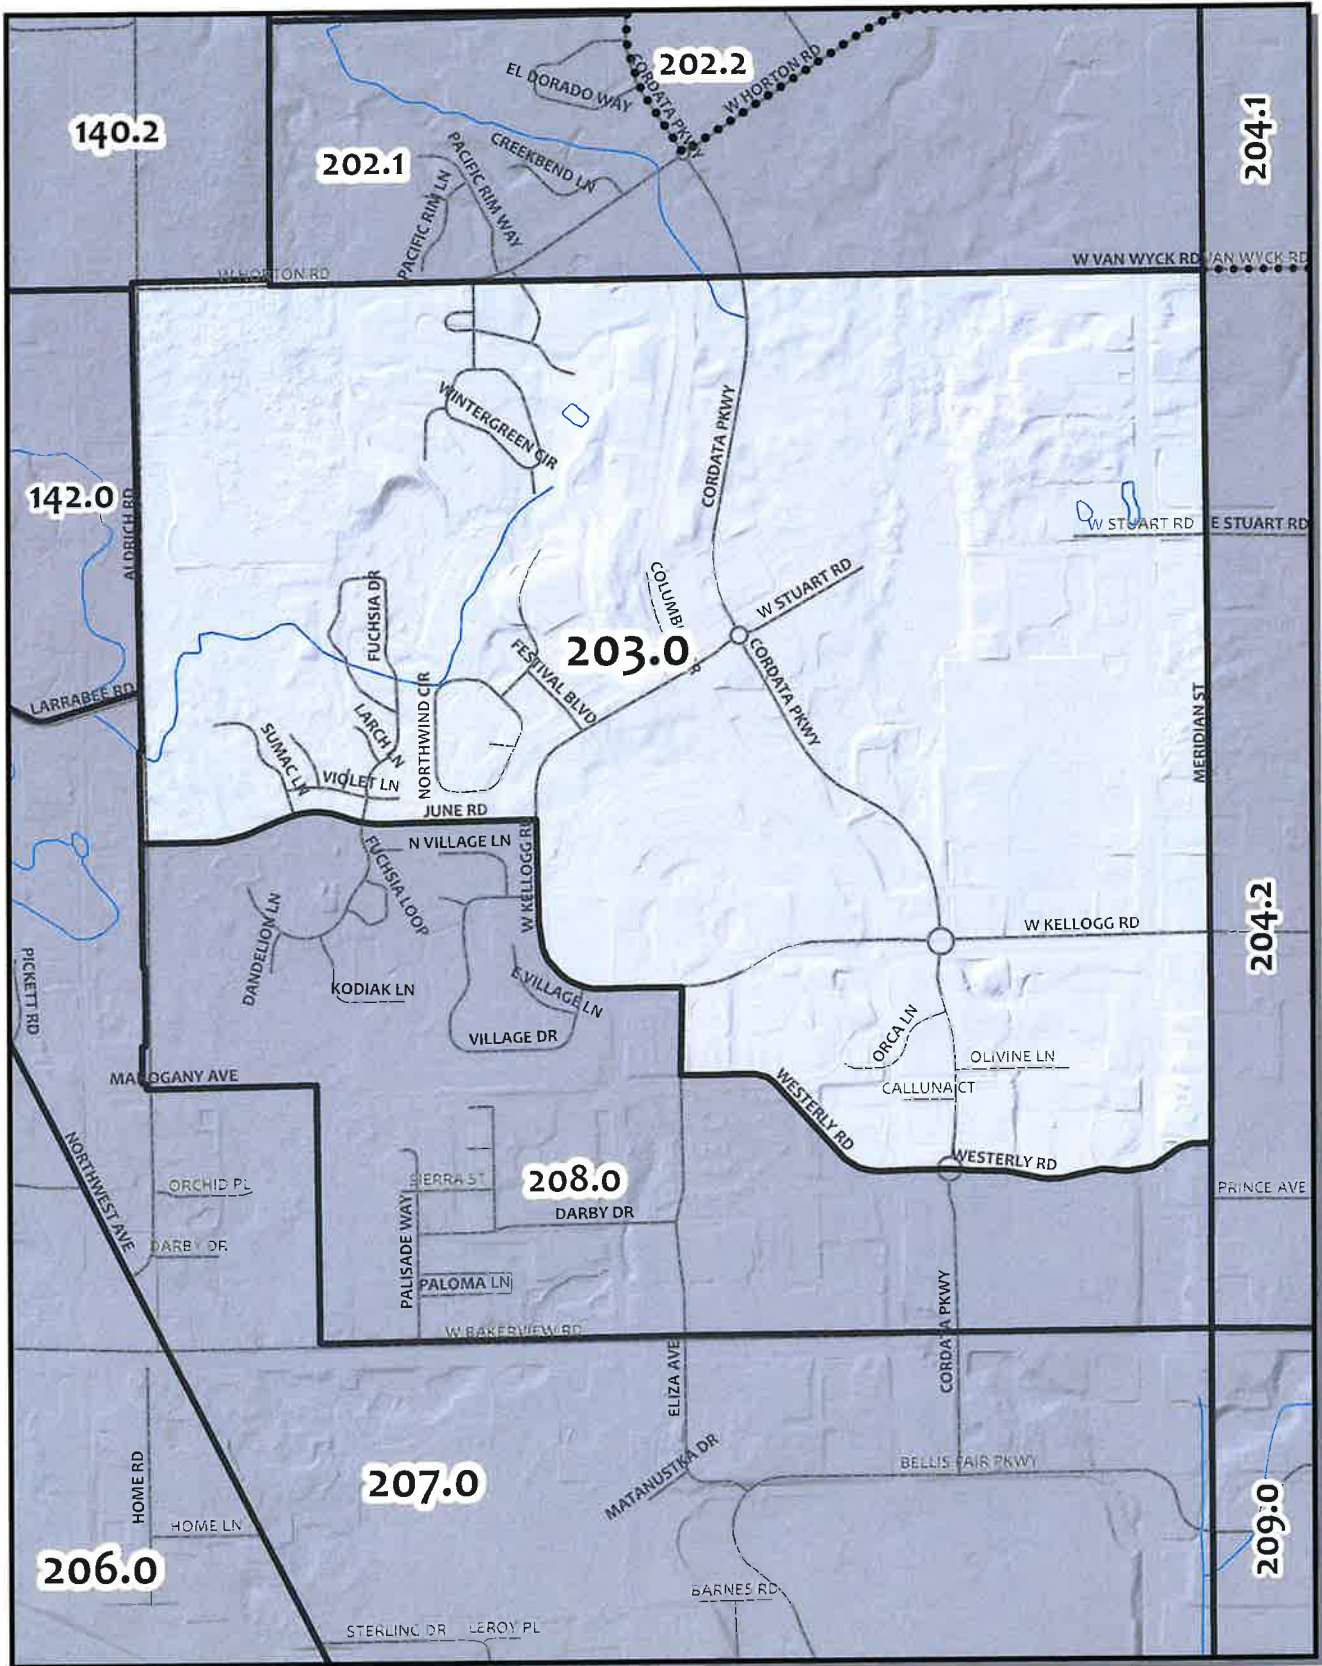 202.2
EL DORADO WAY
CORDATA PKWY
W HORTON RD
140.2
202.1
PACIFIC RIM WAY
CREEKBEND LN
PACIFIC RIM LN
204.1
W HORTON RD
W VAN WYCK RD
VAN WYCK RD
WINTERGREEN CIR
CORDATA PKWY
142.0
ALDRICH RD
W STUART RD
E STUART RD
FUCHSIA DR
W STUART RD
203.0
FESTIVAL BLVD
CORDATA PKWY
LARRABEE RD
NORTHWIND CIR
LARCH LN
SUMAC LN
VIOLET LN
MERIDIAN ST
JUNE RD
N VILLAGE LN
FUCHSIA LOOP
W KELLOGG RD
DANDELION LN
W KELLOGG RD
204.2
PICKETT RD
KODIAK LN
E VILLAGE LN
VILLAGE DR
ORCA LN
OLIVINE LN
CALLUNA CT
MAHOGANY AVE
WESTERLY RD
WESTERLY RD
NORTHWEST AVE
ORCHID PL
SIERRA ST
208.0
PRINCE AVE
DARBY DR
DARBY DR
PALISADE WAY
PALOMA LN
CORDATA PKWY
W BAKERVIEW RD
ELIZA AVE
HOME RD
207.0
MATANUSTKA DR
BELLIS FAIR PKWY
HOME LN
209.0
206.0
BARNES RD
STERLING DR
LEROY PL